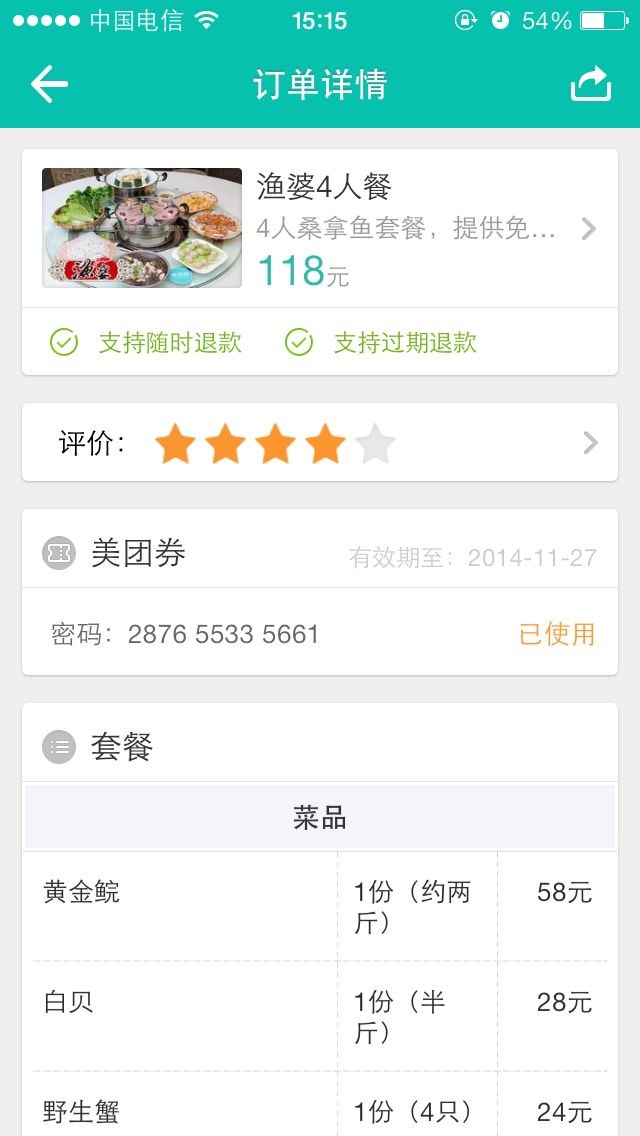 中国电信 15:15 54%
订单详情
渔婆4人餐
4人桑拿鱼套餐，提供免...
118元
渔婆
支持随时退款 支持过期退款
评价：
美团券 有效期至：2014-11-27
密码：2876 5533 5661 已使用
套餐
菜品
黄金鲩 1份（约两
斤） 58元
白贝 1份（半
斤） 28元
野生蟹 1份（4只） 24元